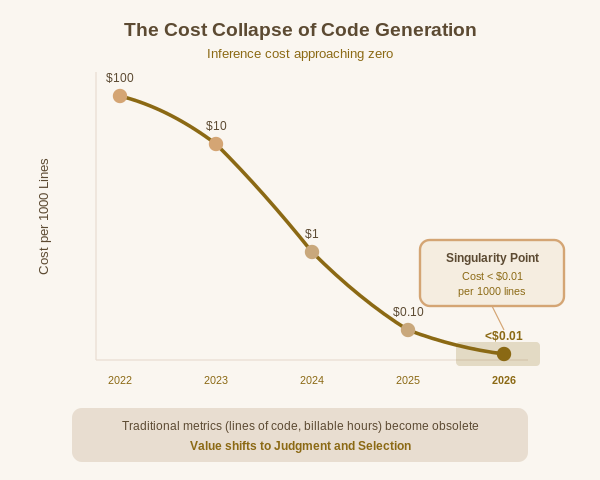 The Cost Collapse of Code Generation
Inference cost approaching zero
$100
$10
$1
$0.10
<$0.01
Singularity Point
Cost < $0.01
per 1000 lines
Cost per 1000 Lines
2022
2023
2024
2025
2026
Traditional metrics (lines of code, billable hours) become obsolete
Value shifts to Judgment and Selection